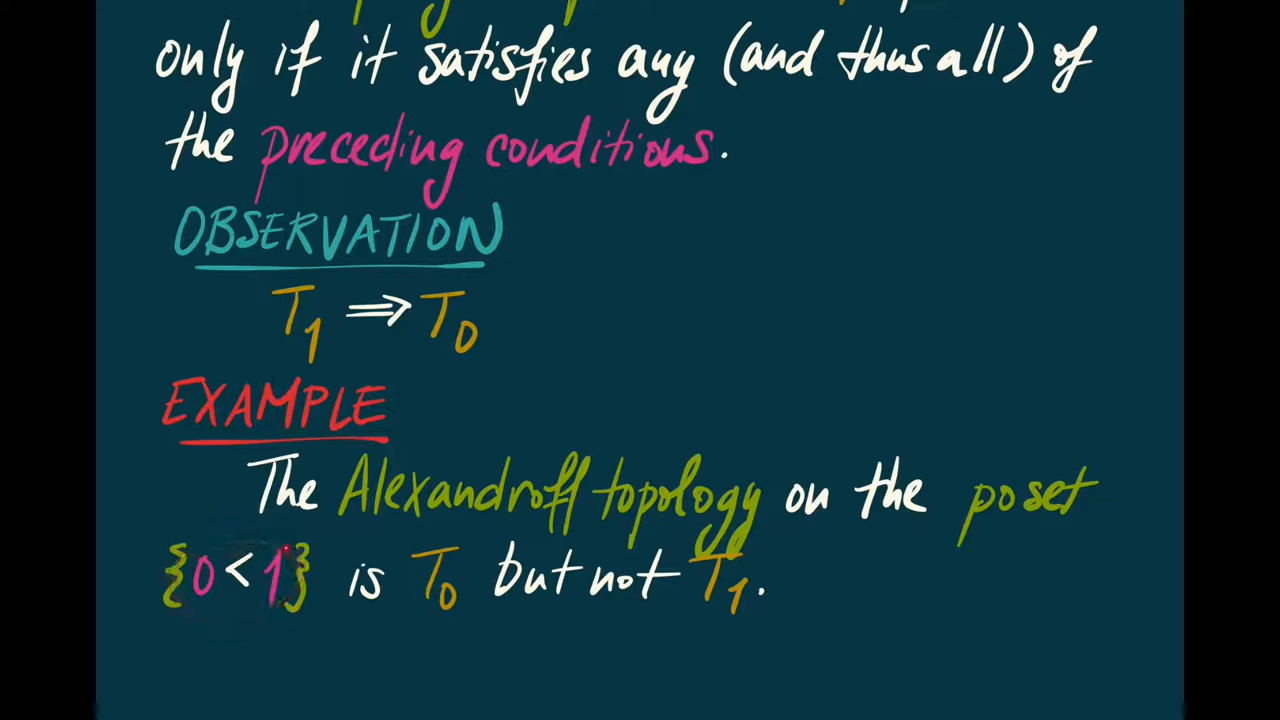 only if it satisfies any (and thus all) of
the preceding conditions.
OBSERVATION
T₁ ⟹ T₀
EXAMPLE
The Alexandroff topology on the poset
{0 < 1} is T₀ but not T₁.